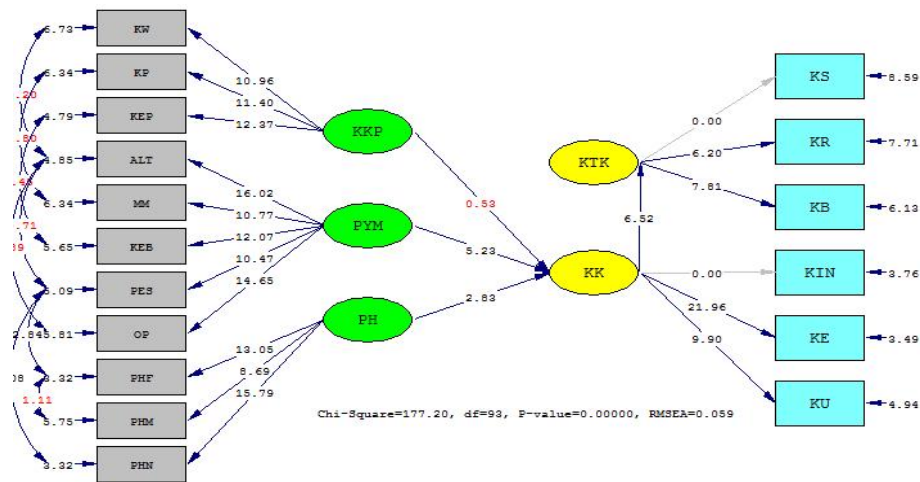 6.73 KW
6.34 KP
4.79 KEP
4.85 ALT
6.34 MM
5.65 KEB
PES
OP
3.32 PHF
5.75 PHM
3.32 PHN
1.11
10.96
11.40
12.37
16.02
10.77
12.07
10.47
14.65
13.05
8.69
15.79
KKP
PYM
PH
0.53
5.23
2.83
KTK
6.52
KK
0.00
6.20
7.81
0.00
21.96
9.90
KS 8.59
KR 7.71
KB 6.13
KIN 3.76
KE 3.49
KU 4.94
Chi-Square=177.20, df=93, P-value=0.00000, RMSEA=0.059